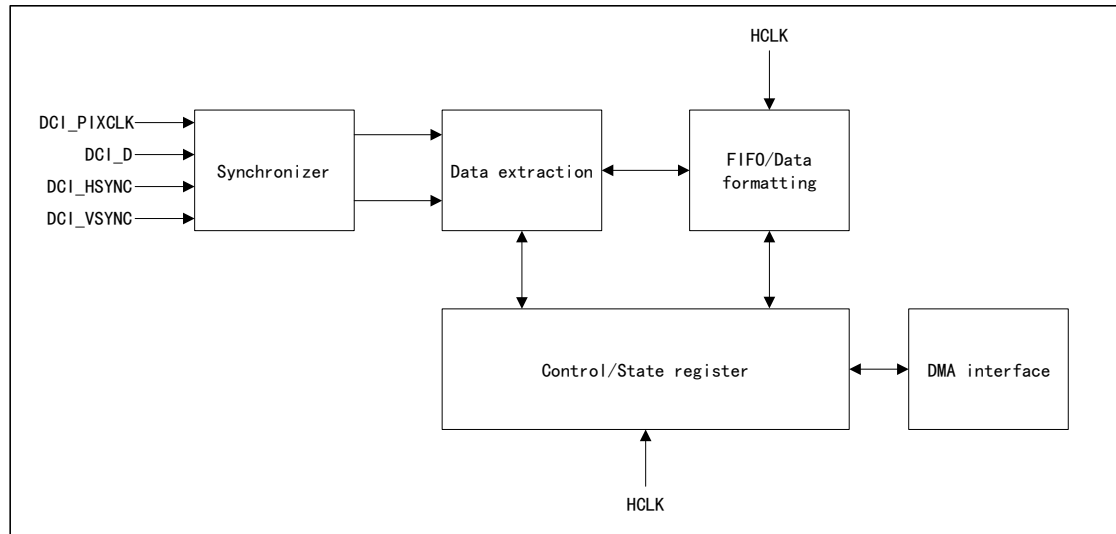 HCLK
DCI_PIXCLK
DCI_D
DCI_HSYNC
DCI_VSYNC
Synchronizer
Data extraction
FIFO/Data
formatting
Control/State register
DMA interface
HCLK